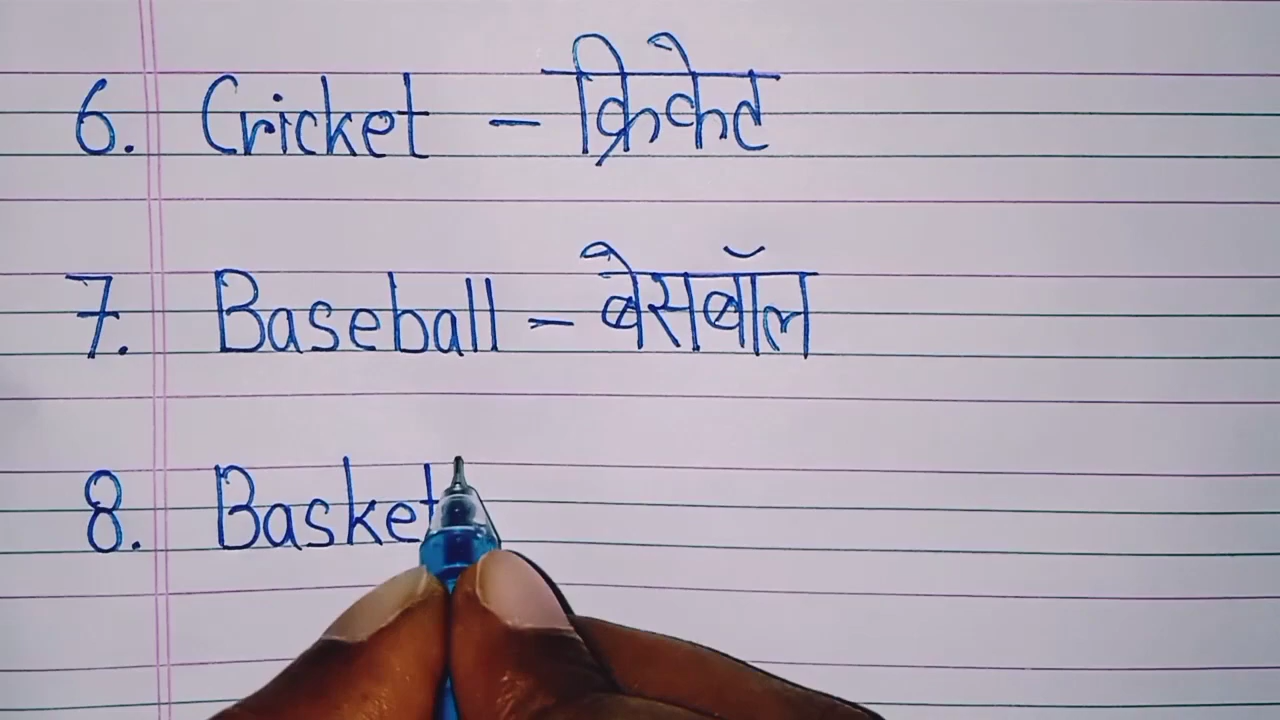 6. Cricket – क्रिकेट
7. Baseball – बेसबॉल
8. Basket